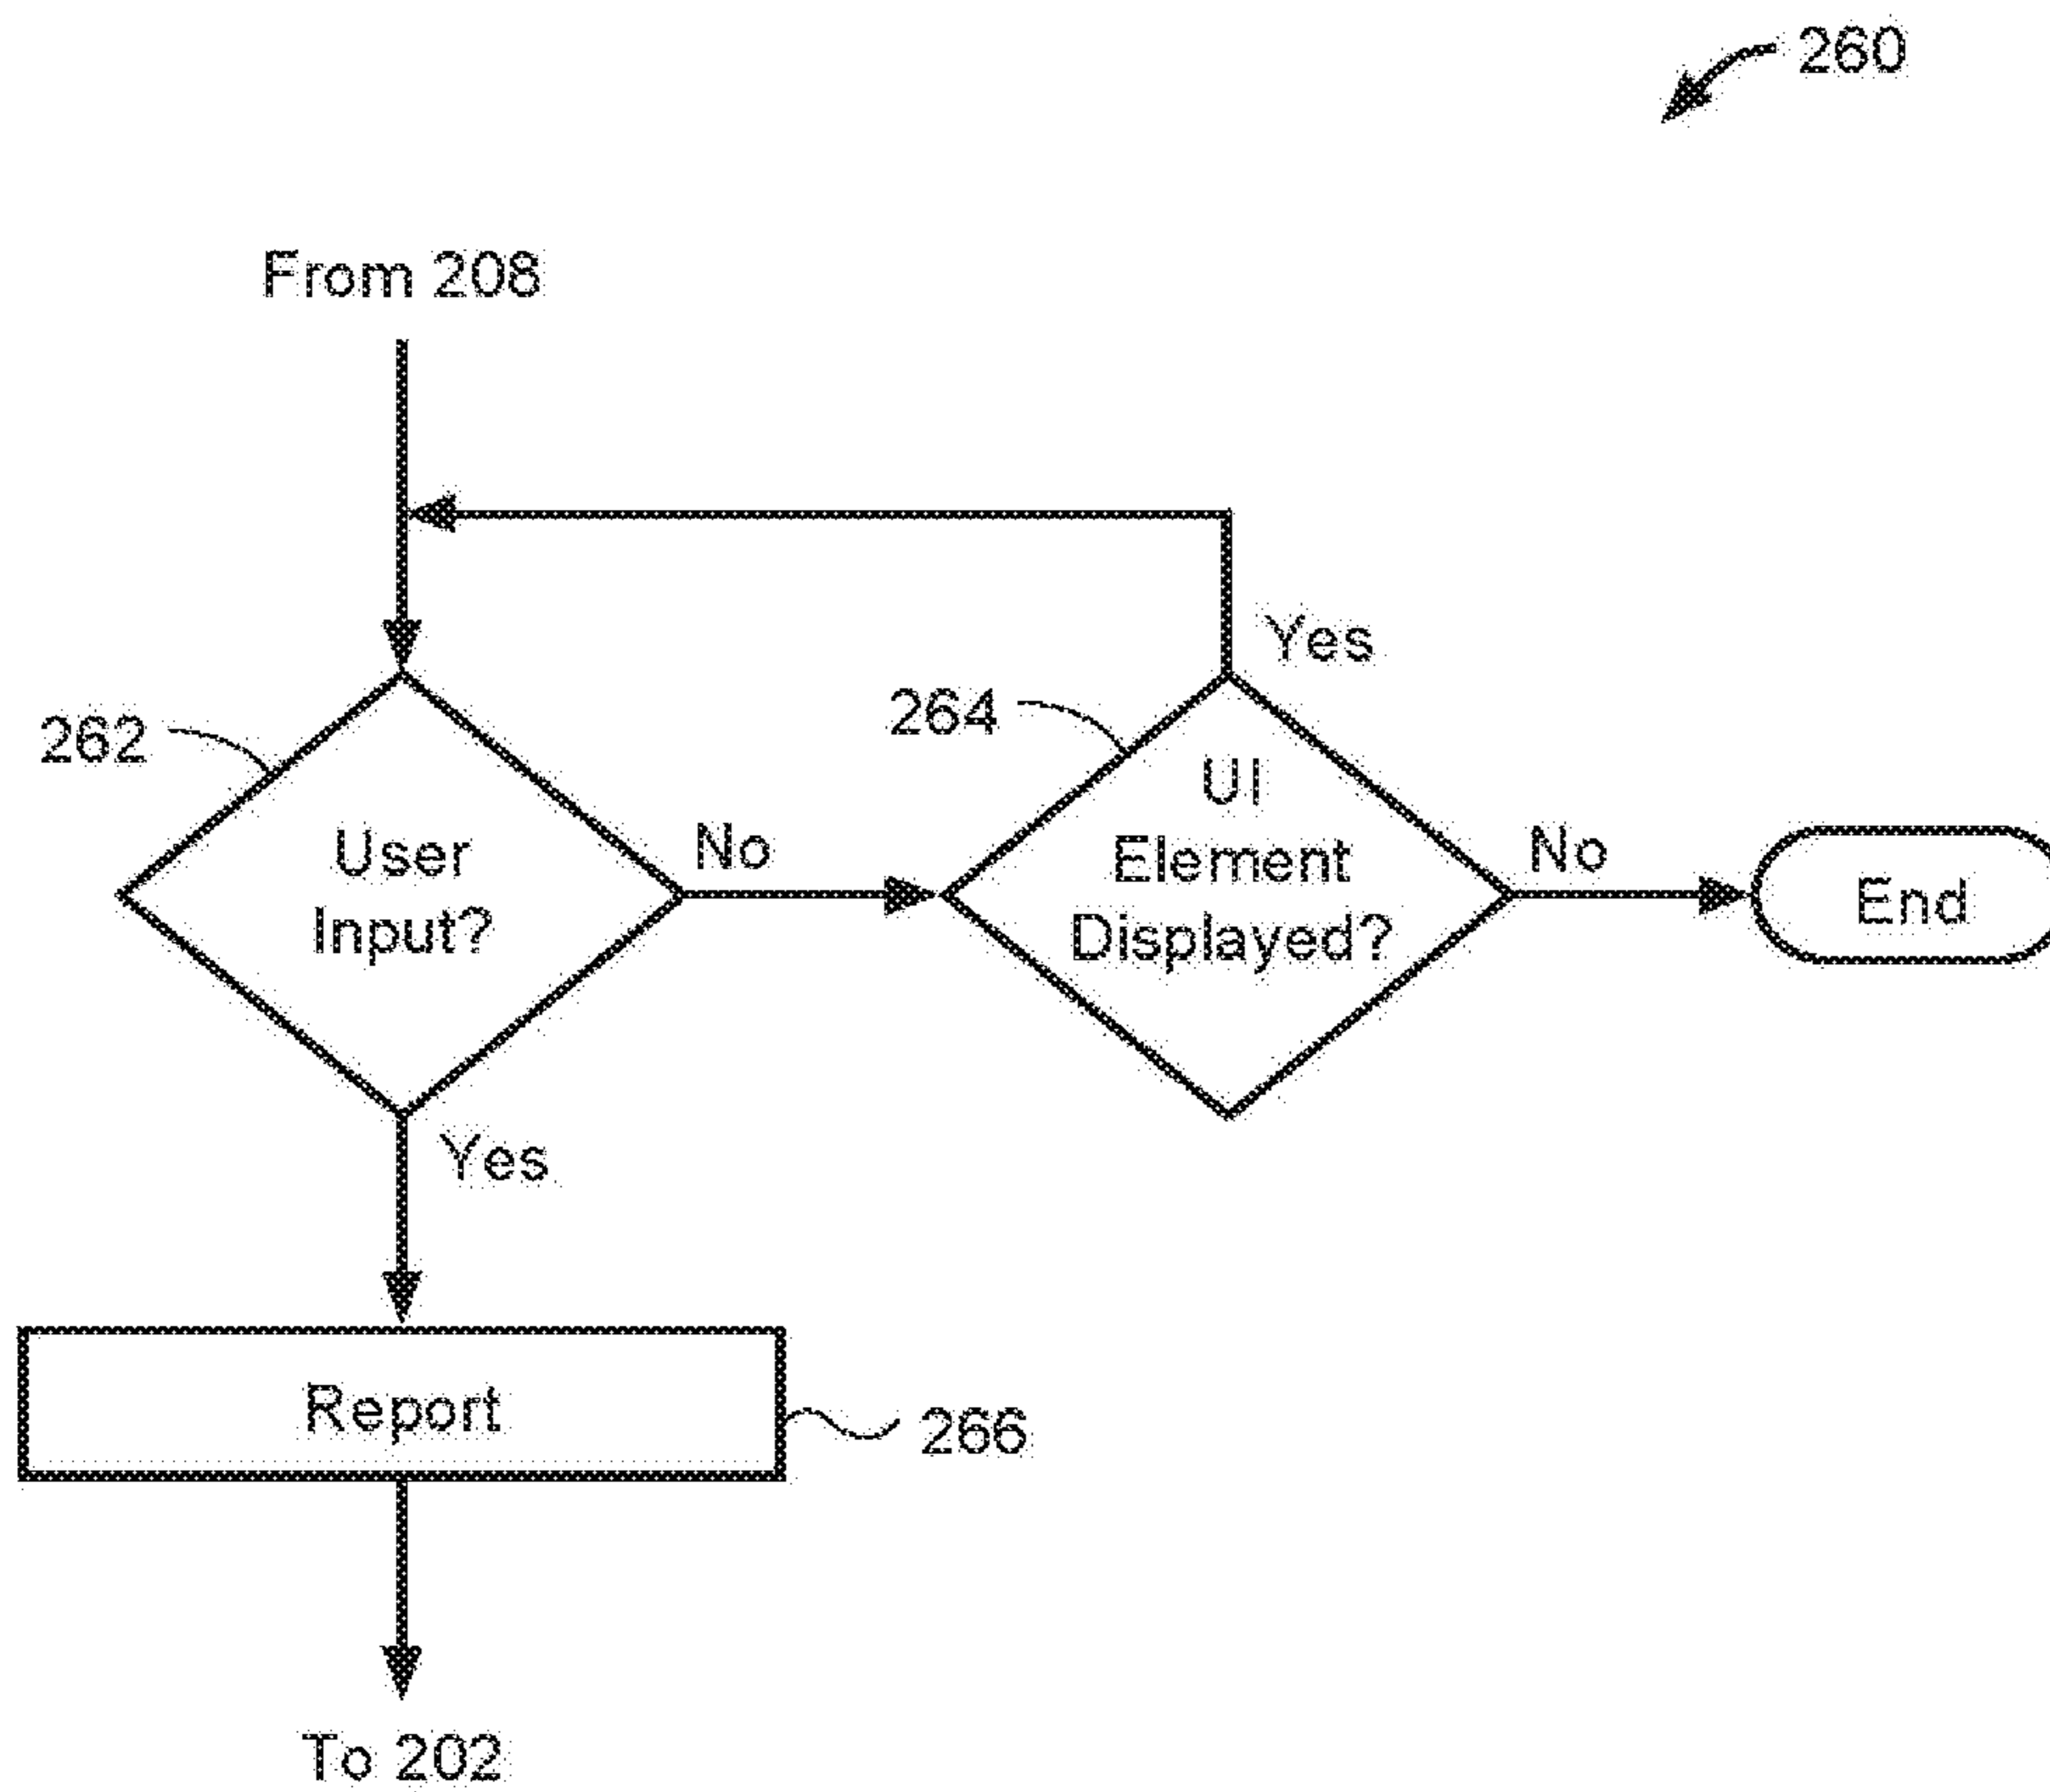 260
From 208
Yes
262
264
User
Input?
No
UI
Element
Displayed?
No
End
Yes
Report
266
To 202